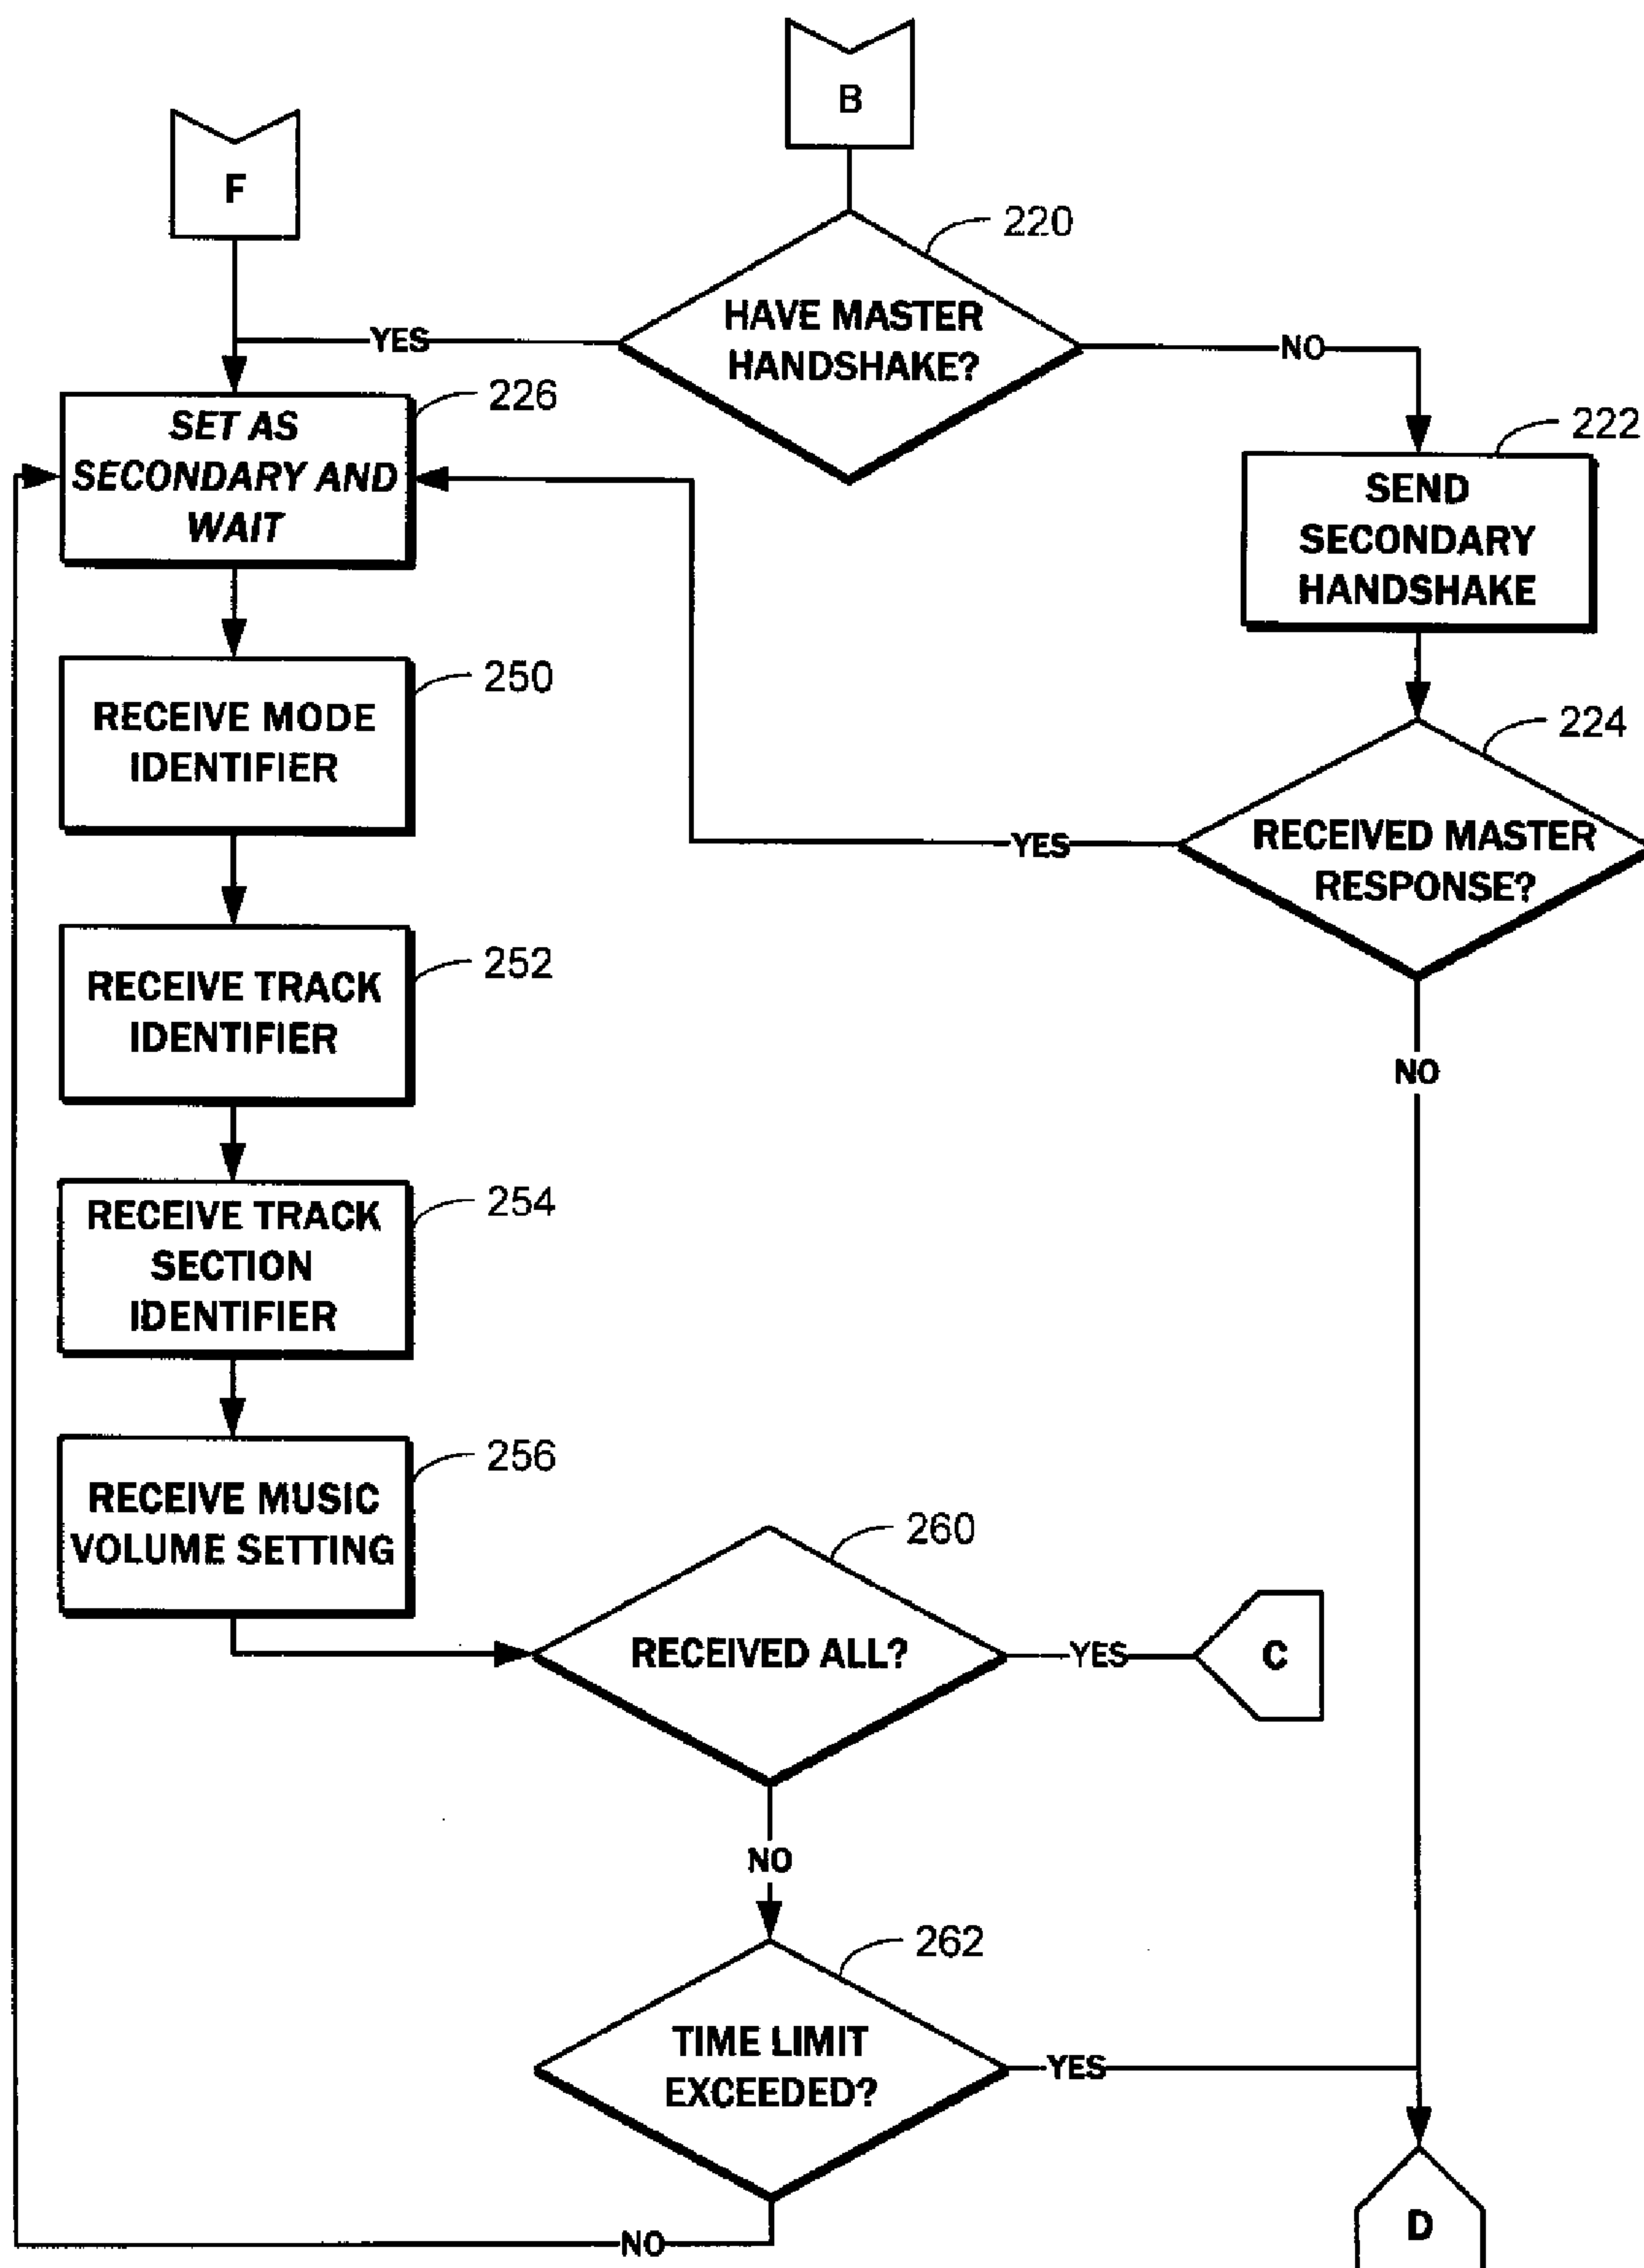 B
F
220
HAVE MASTER
HANDSHAKE?
YES
NO
226
SET AS
SECONDARY AND
WAIT
222
SEND
SECONDARY
HANDSHAKE
250
RECEIVE MODE
IDENTIFIER
224
RECEIVED MASTER
RESPONSE?
YES
NO
252
RECEIVE TRACK
IDENTIFIER
254
RECEIVE TRACK
SECTION
IDENTIFIER
256
RECEIVE MUSIC
VOLUME SETTING
260
RECEIVED ALL?
YES
C
NO
262
TIME LIMIT
EXCEEDED?
YES
NO
D